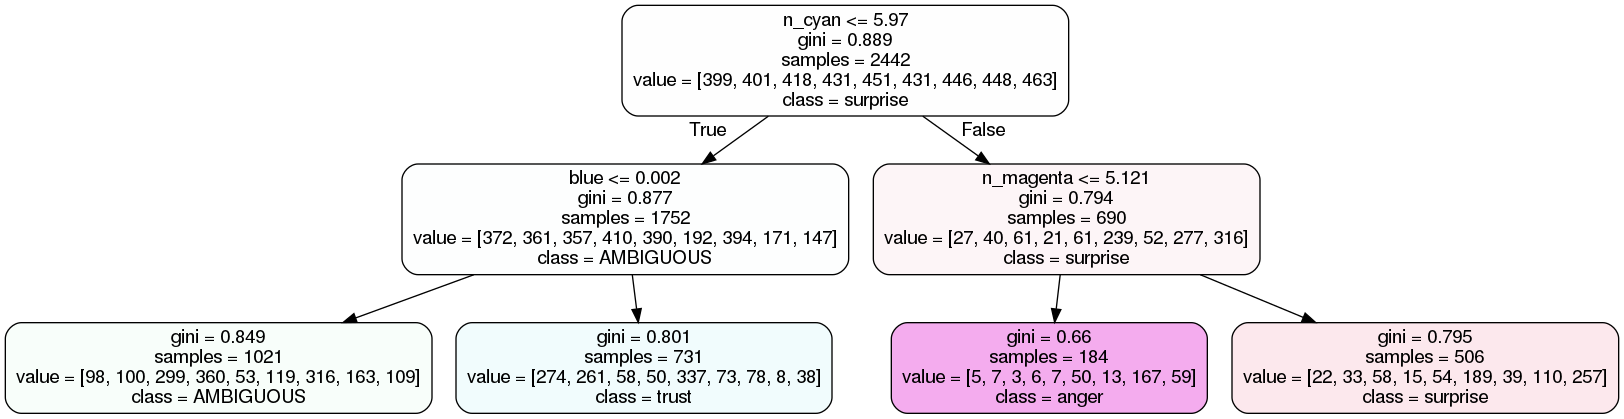 n_cyan <= 5.97
gini = 0.889
samples = 2442
value = [399, 401, 418, 431, 451, 431, 446, 448, 463]
class = surprise
True
False
blue <= 0.002
gini = 0.877
samples = 1752
value = [372, 361, 357, 410, 390, 192, 394, 171, 147]
class = AMBIGUOUS
n_magenta <= 5.121
gini = 0.794
samples = 690
value = [27, 40, 61, 21, 61, 239, 52, 277, 316]
class = surprise
gini = 0.849
samples = 1021
value = [98, 100, 299, 360, 53, 119, 316, 163, 109]
class = AMBIGUOUS
gini = 0.801
samples = 731
value = [274, 261, 58, 50, 337, 73, 78, 8, 38]
class = trust
gini = 0.66
samples = 184
value = [5, 7, 3, 6, 7, 50, 13, 167, 59]
class = anger
gini = 0.795
samples = 506
value = [22, 33, 58, 15, 54, 189, 39, 110, 257]
class = surprise